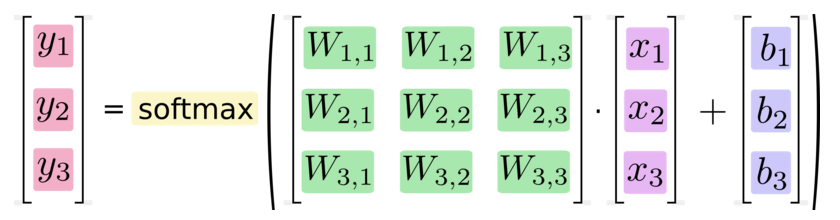 y₁ W₁,₁ W₁,₂ W₁,₃ x₁ b₁
y₂ = softmax W₂,₁ W₂,₂ W₂,₃ · x₂ + b₂
y₃ W₃,₁ W₃,₂ W₃,₃ x₃ b₃